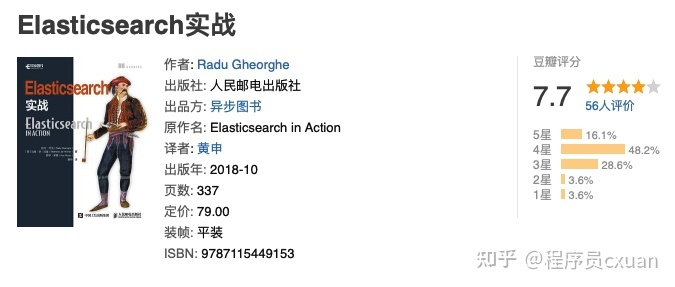 Elasticsearch实战
Elasticsearch
实战
Elasticsearch
IN ACTION
作者: Radu Gheorghe
出版社: 人民邮电出版社
出品方: 异步图书
原作名: Elasticsearch in Action
译者: 黄申
出版年: 2018-10
页数: 337
定价: 79.00
装帧: 平装
ISBN: 9787115449153
豆瓣评分
7.7
56人评价
5星 16.1%
4星 48.2%
3星 28.6%
2星 3.6%
1星 3.6%
知乎 @程序员cxuan